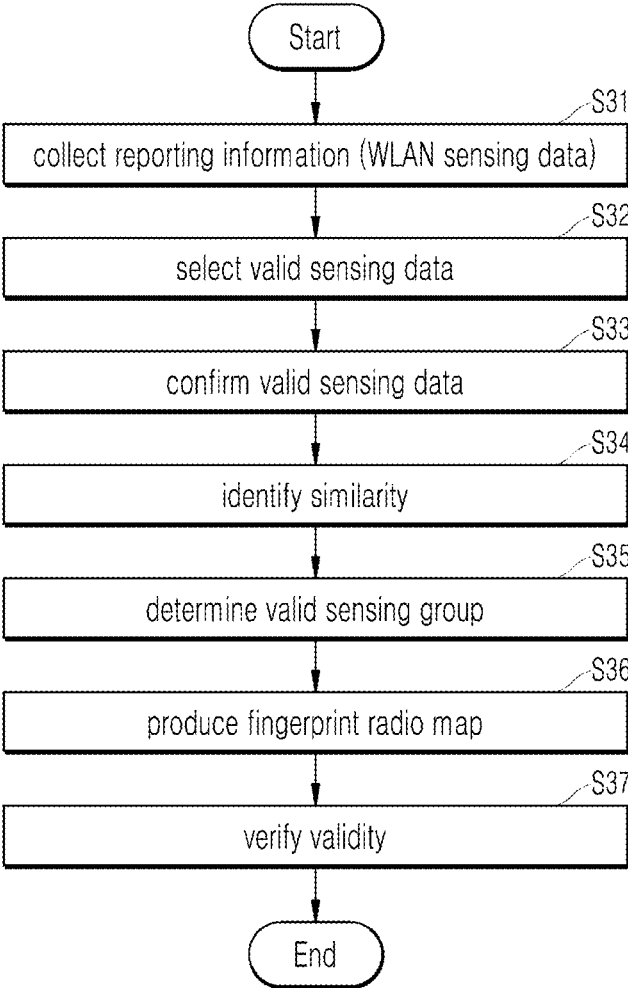 Start
S31
collect reporting information (WLAN sensing data)
S32
select valid sensing data
S33
confirm valid sensing data
S34
identify similarity
S35
determine valid sensing group
S36
produce fingerprint radio map
S37
verify validity
End